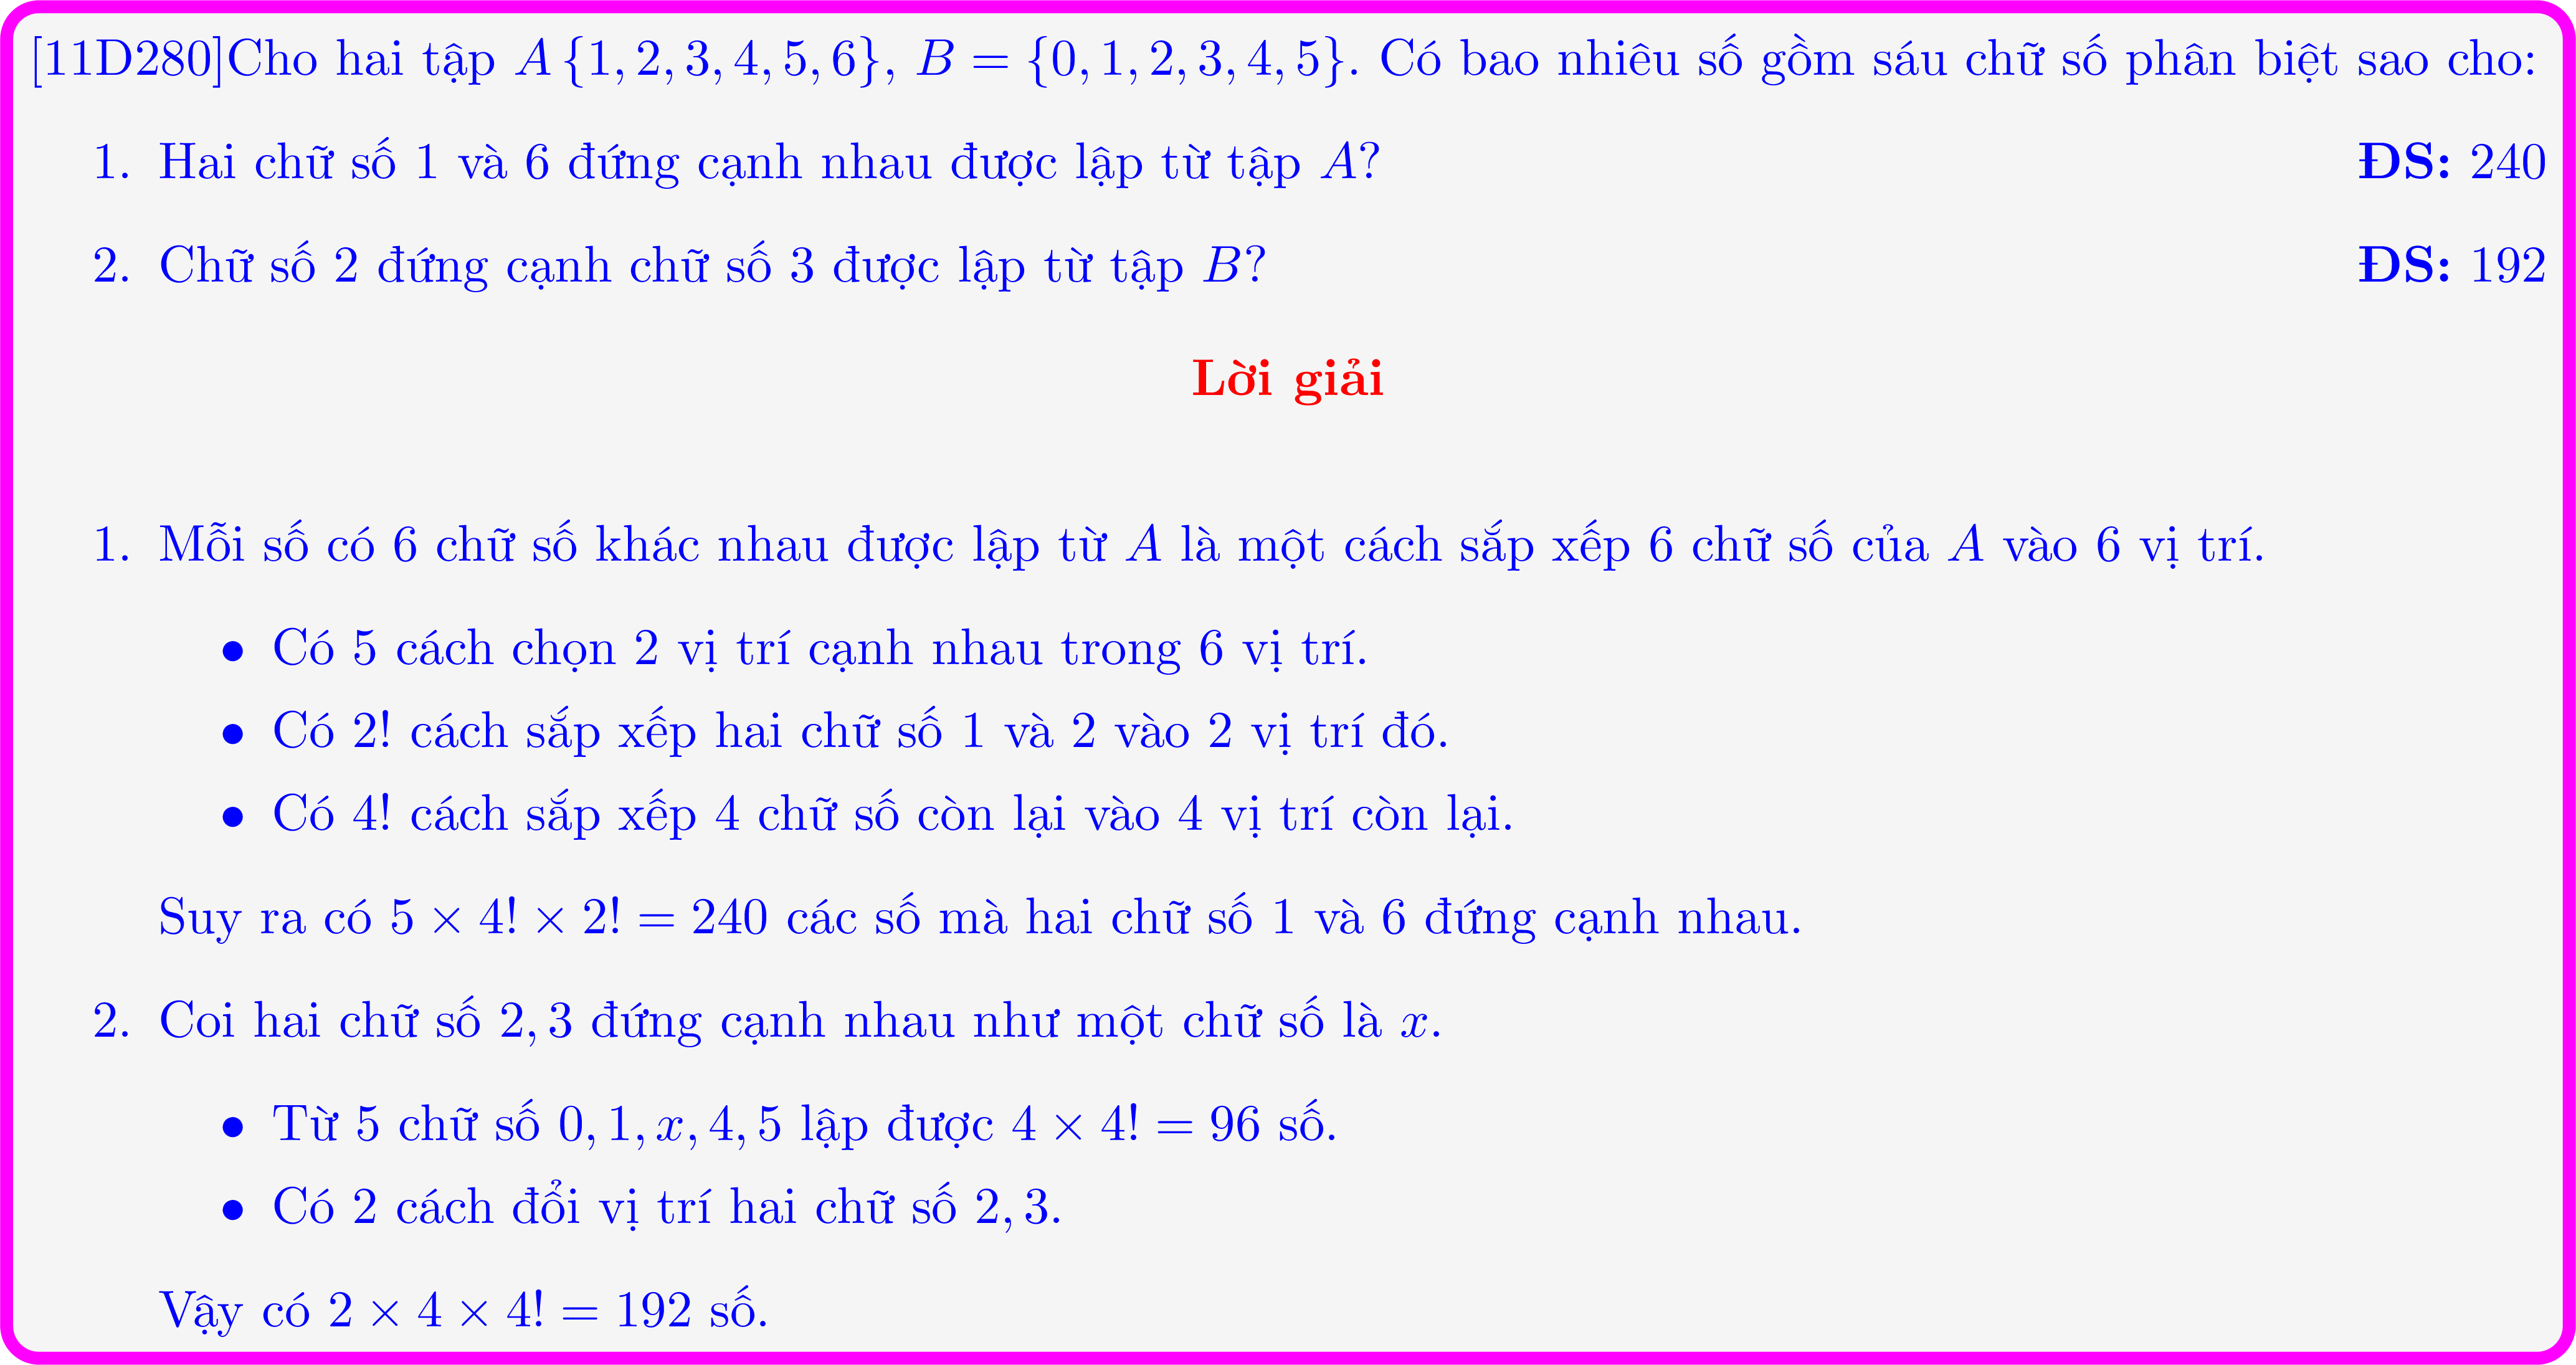 [11D280]Cho hai tập A {1, 2, 3, 4, 5, 6}, B = {0, 1, 2, 3, 4, 5}. Có bao nhiêu số gồm sáu chữ số phân biệt sao cho:
1. Hai chữ số 1 và 6 đứng cạnh nhau được lập từ tập A? ĐS: 240
2. Chữ số 2 đứng cạnh chữ số 3 được lập từ tập B? ĐS: 192
Lời giải
1. Mỗi số có 6 chữ số khác nhau được lập từ A là một cách sắp xếp 6 chữ số của A vào 6 vị trí.
• Có 5 cách chọn 2 vị trí cạnh nhau trong 6 vị trí.
• Có 2! cách sắp xếp hai chữ số 1 và 2 vào 2 vị trí đó.
• Có 4! cách sắp xếp 4 chữ số còn lại vào 4 vị trí còn lại.
Suy ra có 5 × 4! × 2! = 240 các số mà hai chữ số 1 và 6 đứng cạnh nhau.
2. Coi hai chữ số 2, 3 đứng cạnh nhau như một chữ số là x.
• Từ 5 chữ số 0, 1, x, 4, 5 lập được 4 × 4! = 96 số.
• Có 2 cách đổi vị trí hai chữ số 2, 3.
Vậy có 2 × 4 × 4! = 192 số.